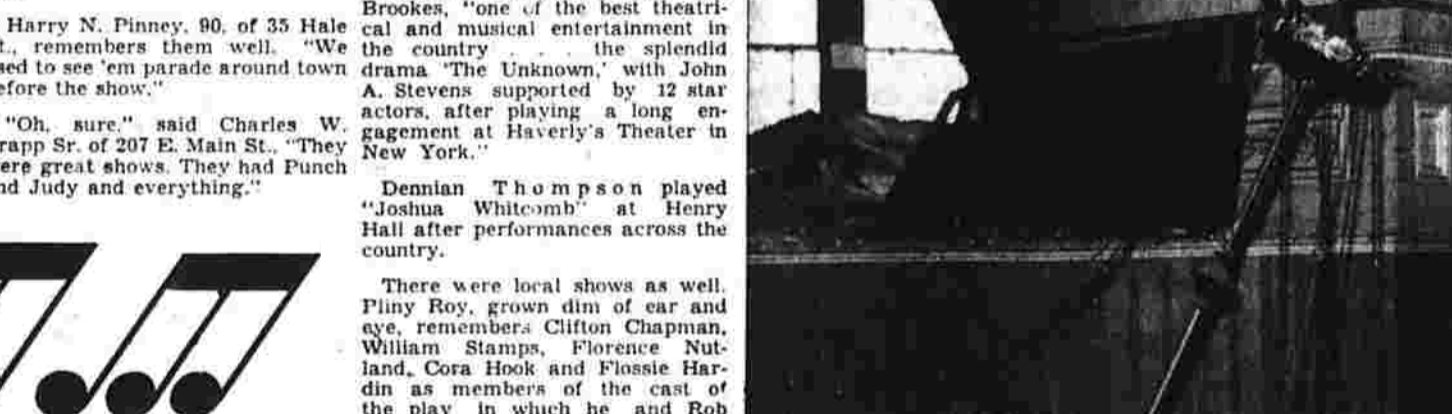 Harry N. Pinney, 90, of 35 Hale
t., remembers them well. "We
sed to see 'em parade around town
efore the show."
"Oh, sure," said Charles W.
rapp Sr. of 207 E. Main St., "They
ere great shows. They had Punch
nd Judy and everything."
Brookes, "one of the best theatri-
cal and musical entertainment in
the country . . . the splendid
drama 'The Unknown,' with John
A. Stevens supported by 12 star
actors, after playing a long en-
gagement at Haverly's Theater in
New York."
Dennian Thompson played
"Joshua Whitcomb" at Henry
Hall after performances across the
country.
There were local shows as well.
Pliny Roy, grown dim of ear and
eye, remembers Clifton Chapman,
William Stamps, Florence Nut-
land, Cora Hook and Flossie Har-
din as members of the cast of
the play in which he and Rob